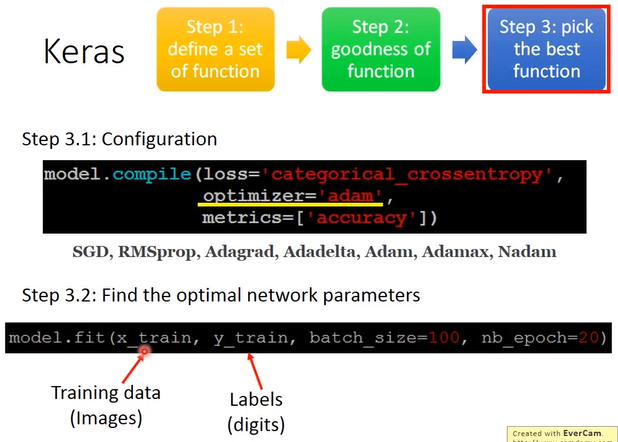 Keras
Step 1:
define a set
of function
Step 2:
goodness of
function
Step 3: pick
the best
function
Step 3.1: Configuration
model.compile(loss='categorical_crossentropy',
optimizer='adam',
metrics=['accuracy'])
SGD, RMSprop, Adagrad, Adadelta, Adam, Adamax, Nadam
Step 3.2: Find the optimal network parameters
model.fit(x_train, y_train, batch_size=100, nb_epoch=20)
Training data
(Images)
Labels
(digits)
Created with EverCam.